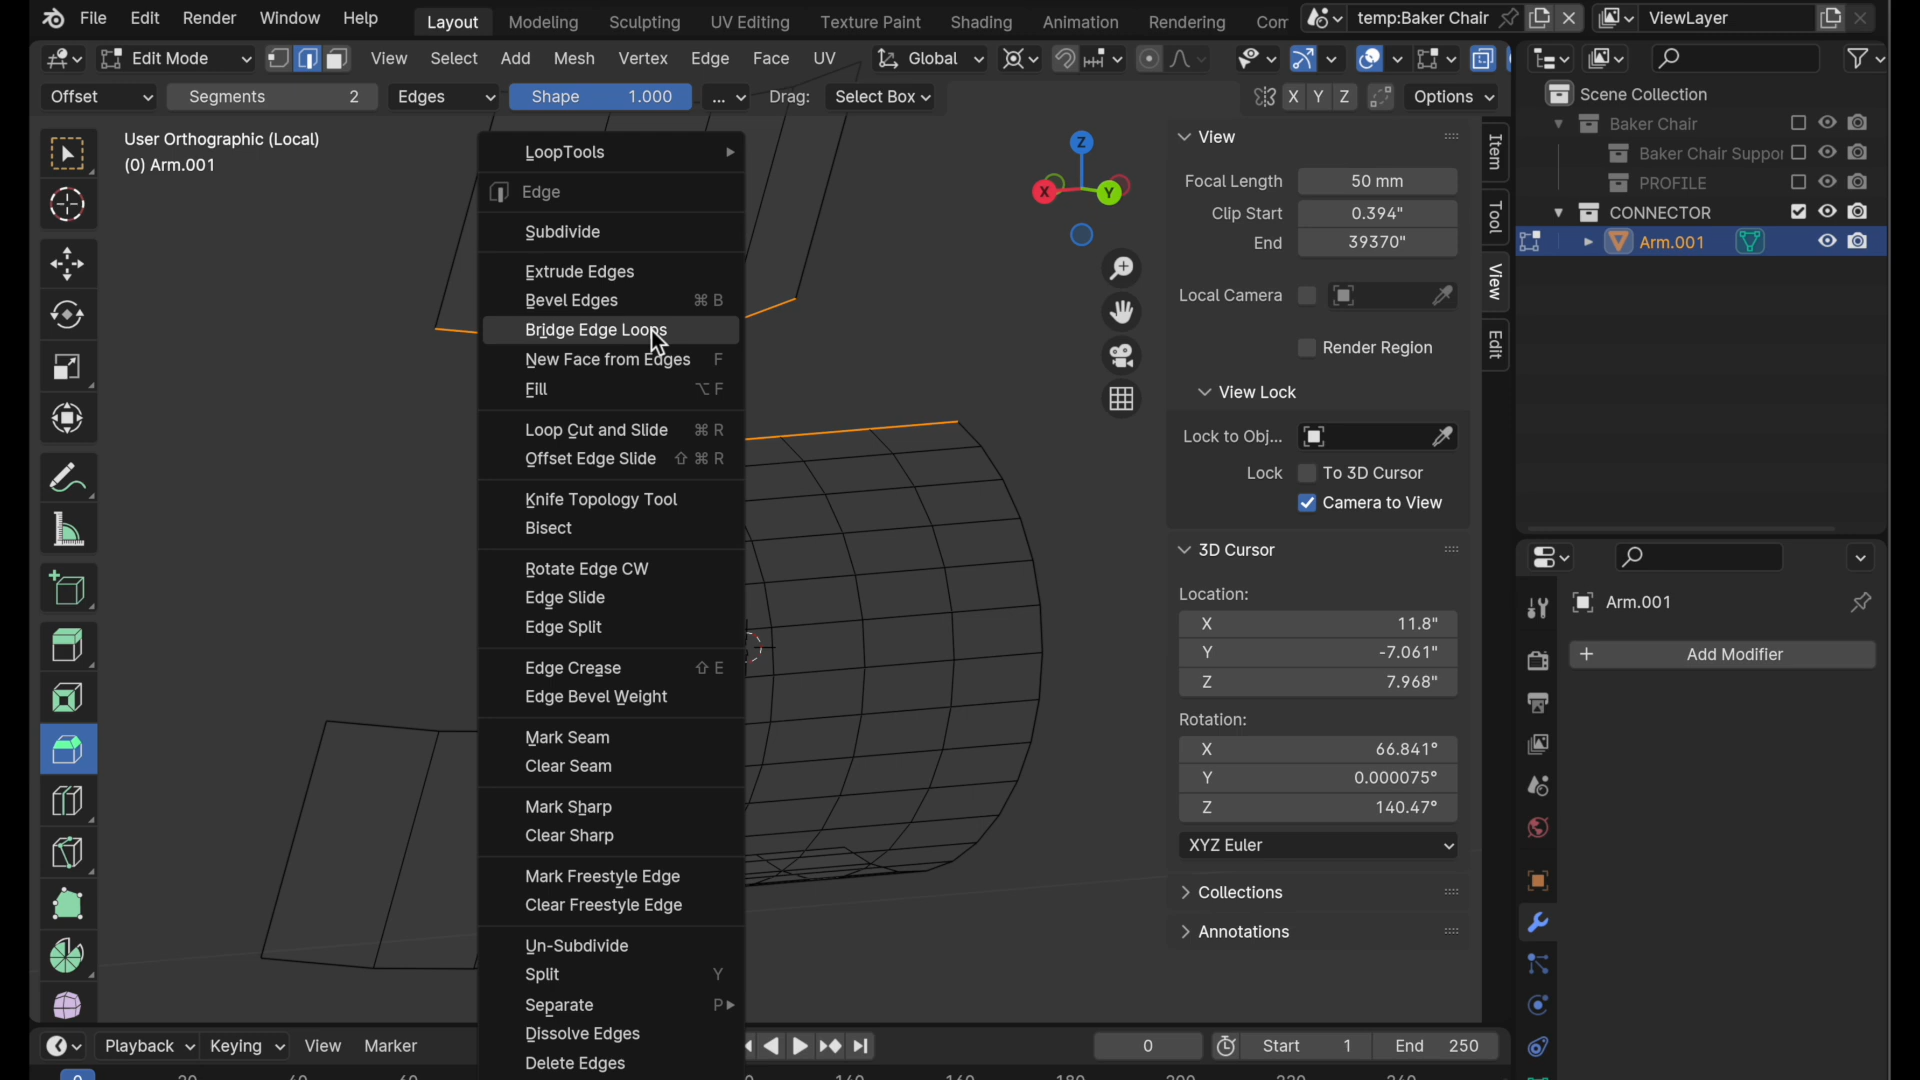 File Edit Render Window Help
Layout Modeling Sculpting UV Editing Texture Paint Shading Animation Rendering Com
temp:Baker Chair
ViewLayer
Edit Mode View Select Add Mesh Vertex Edge Face UV
Global
Offset Segments 2 Edges Shape 1.000 ... Drag: Select Box
X Y Z Options
User Orthographic (Local)
(0) Arm.001
LoopTools
Edge
Subdivide
Extrude Edges
Bevel Edges ⌘ B
Bridge Edge Loops
New Face from Edges F
Fill ⌥ F
Loop Cut and Slide ⌘ R
Offset Edge Slide ⇧ ⌘ R
Knife Topology Tool
Bisect
Rotate Edge CW
Edge Slide
Edge Split
Edge Crease ⇧ E
Edge Bevel Weight
Mark Seam
Clear Seam
Mark Sharp
Clear Sharp
Mark Freestyle Edge
Clear Freestyle Edge
Un-Subdivide
Split Y
Separate P
Dissolve Edges
Delete Edges
Z
X
Y
View
Focal Length 50 mm
Clip Start 0.394"
End 39370"
Local Camera
Render Region
View Lock
Lock to Obj...
Lock To 3D Cursor
Camera to View
3D Cursor
Location:
X 11.8"
Y -7.061"
Z 7.968"
Rotation:
X 66.841°
Y 0.000075°
Z 140.47°
XYZ Euler
Collections
Annotations
Item
Tool
View
Edit
Scene Collection
Baker Chair
Baker Chair Suppor
PROFILE
CONNECTOR
Arm.001
Arm.001
Add Modifier
Playback Keying View Marker
0 Start 1 End 250